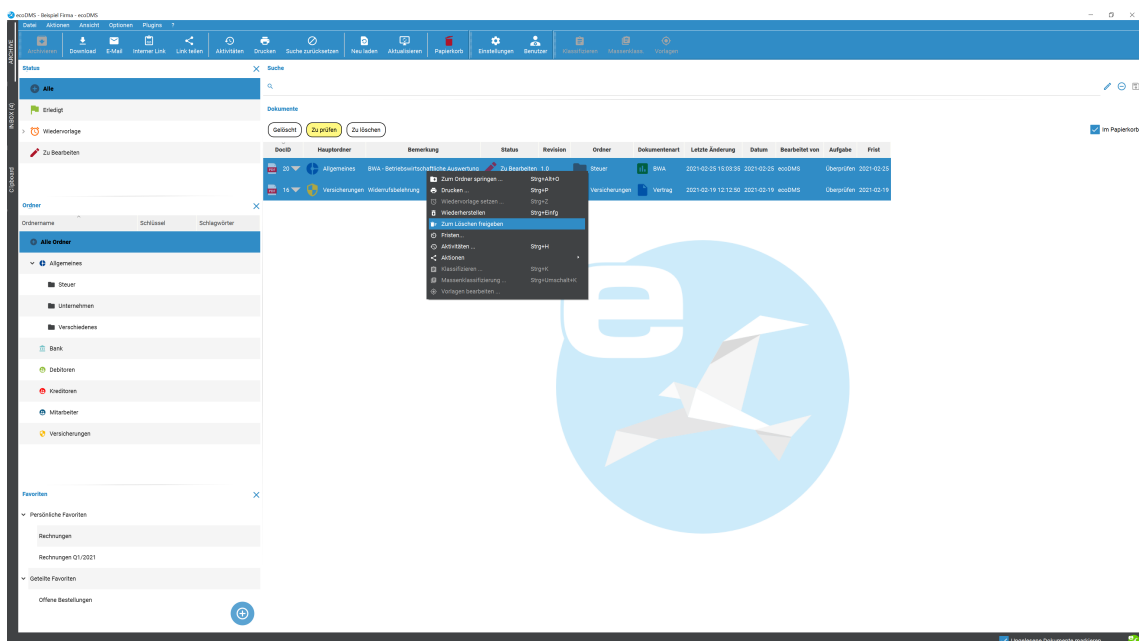 ecoDMS - Beispiel Firma - ecoDMS
Datei Aktionen Ansicht Optionen Plugins ?
Archivieren Download E-Mail Interner Link Link teilen Aktivitäten Drucken Suche zurücksetzen Neu laden Aktualisieren Papierkorb Einstellungen Benutzer Klassifizieren Massenklass. Vorlagen
ARCHIVE
INBOX (4)
Clipboard
Status
Alle
Erledigt
Wiedervorlage
Zu Bearbeiten
Ordner
Ordnername Schlüssel Schlagwörter
Alle Ordner
Allgemeines
Steuer
Unternehmen
Verschiedenes
Bank
Debitoren
Kreditoren
Mitarbeiter
Versicherungen
Favoriten
Persönliche Favoriten
Rechnungen
Rechnungen Q1/2021
Geteilte Favoriten
Offene Bestellungen
Suche
Dokumente
Gelöscht Zu prüfen Zu löschen Im Papierkorb
DocID Hauptordner Bemerkung Status Revision Ordner Dokumentenart Letzte Änderung Datum Bearbeitet von Aufgabe Frist
20 Allgemeines BWA - Betriebswirtschaftliche Auswertung Zu Bearbeiten 1.0 Steuer BWA 2021-02-25 15:03:35 2021-02-25 ecoDMS Überprüfen 2021-02-25
16 Versicherungen Widerrufsbelehrung Versicherungen Vertrag 2021-02-19 12:12:50 2021-02-19 ecoDMS Überprüfen 2021-02-19
Zum Ordner springen ... Strg+Alt+O
Drucken ... Strg+P
Wiedervorlage setzen ... Strg+Z
Wiederherstellen Strg+Einfg
Zum Löschen freigeben
Fristen...
Aktivitäten ... Strg+H
Aktionen
Klassifizieren ... Strg+K
Massenklassifizierung ... Strg+Umschalt+K
Vorlagen bearbeiten ...
e
Ungelesene Dokumente markieren